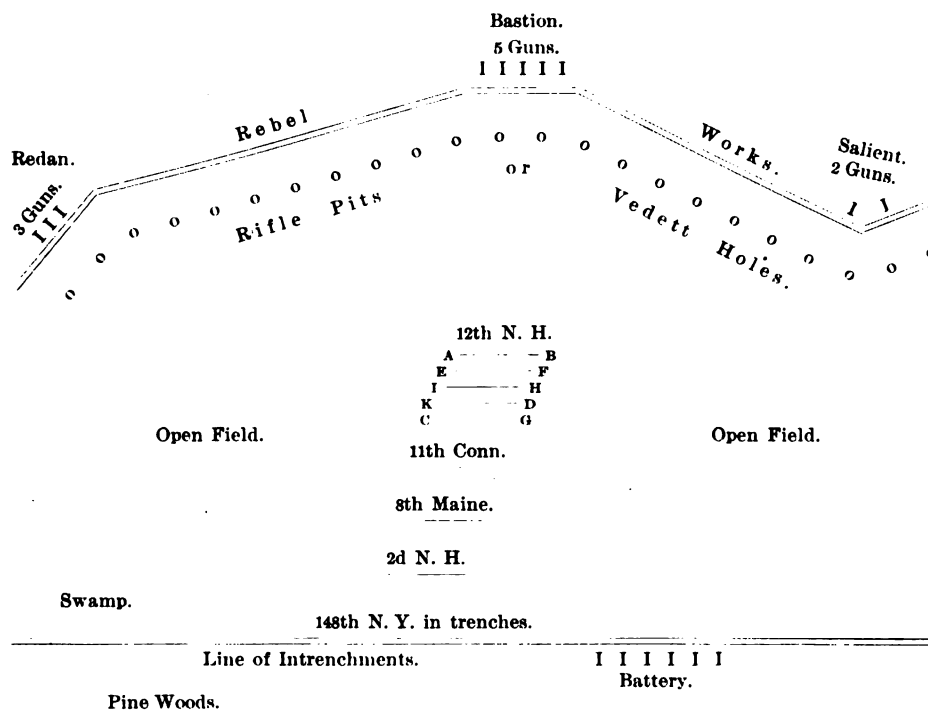 Bastion.
5 Guns.
I I I I I
Rebel
Works.
Redan.
3 Guns.
I I I
Salient.
2 Guns.
I I
Rifle Pits
or
Vedett Holes.
12th N. H.
A B
E F
I H
K D
C G
Open Field.
Open Field.
11th Conn.
8th Maine.
2d N. H.
Swamp.
148th N. Y. in trenches.
Line of Intrenchments.
I I I I I I
Battery.
Pine Woods.